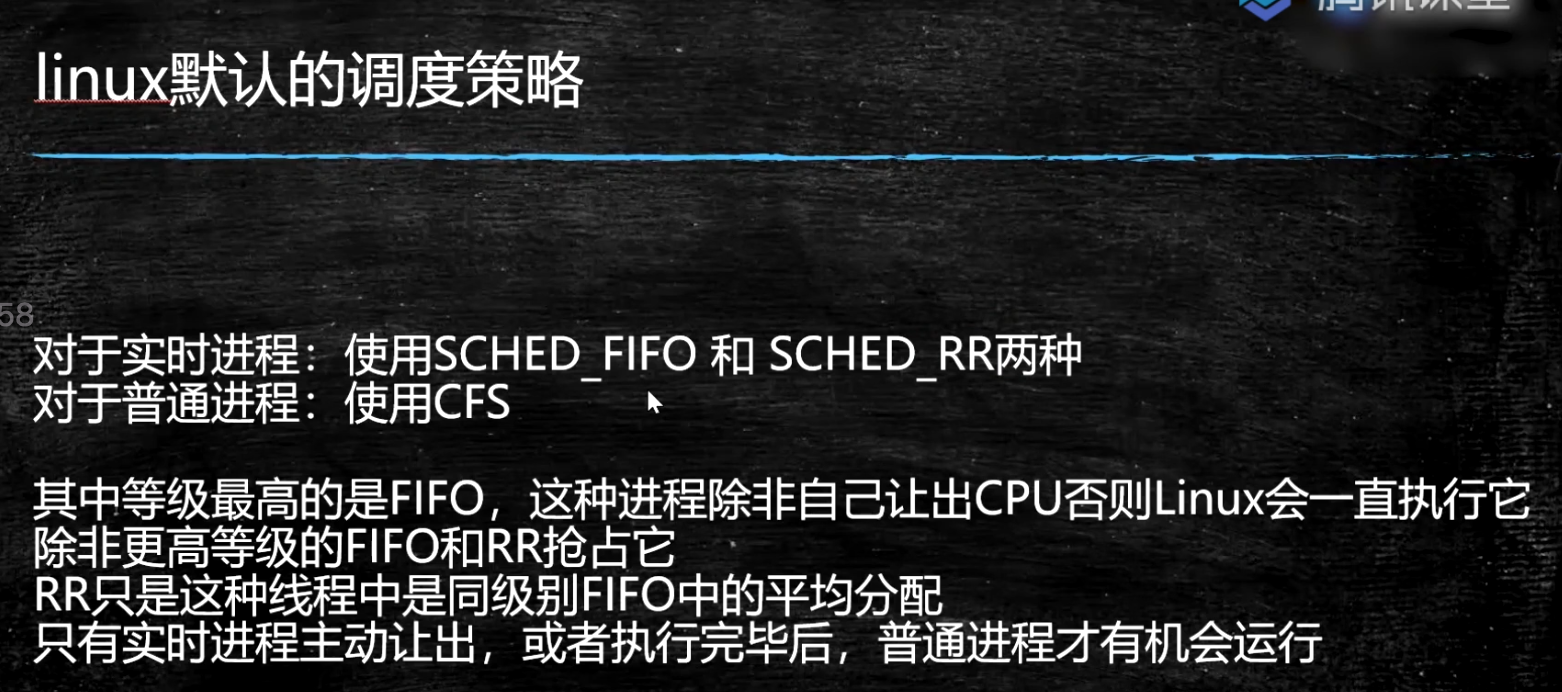 腾讯课堂
linux默认的调度策略
58
对于实时进程：使用SCHED_FIFO 和 SCHED_RR两种
对于普通进程：使用CFS
其中等级最高的是FIFO，这种进程除非自己让出CPU否则Linux会一直执行它
除非更高等级的FIFO和RR抢占它
RR只是这种线程中是同级别FIFO中的平均分配
只有实时进程主动让出，或者执行完毕后，普通进程才有机会运行